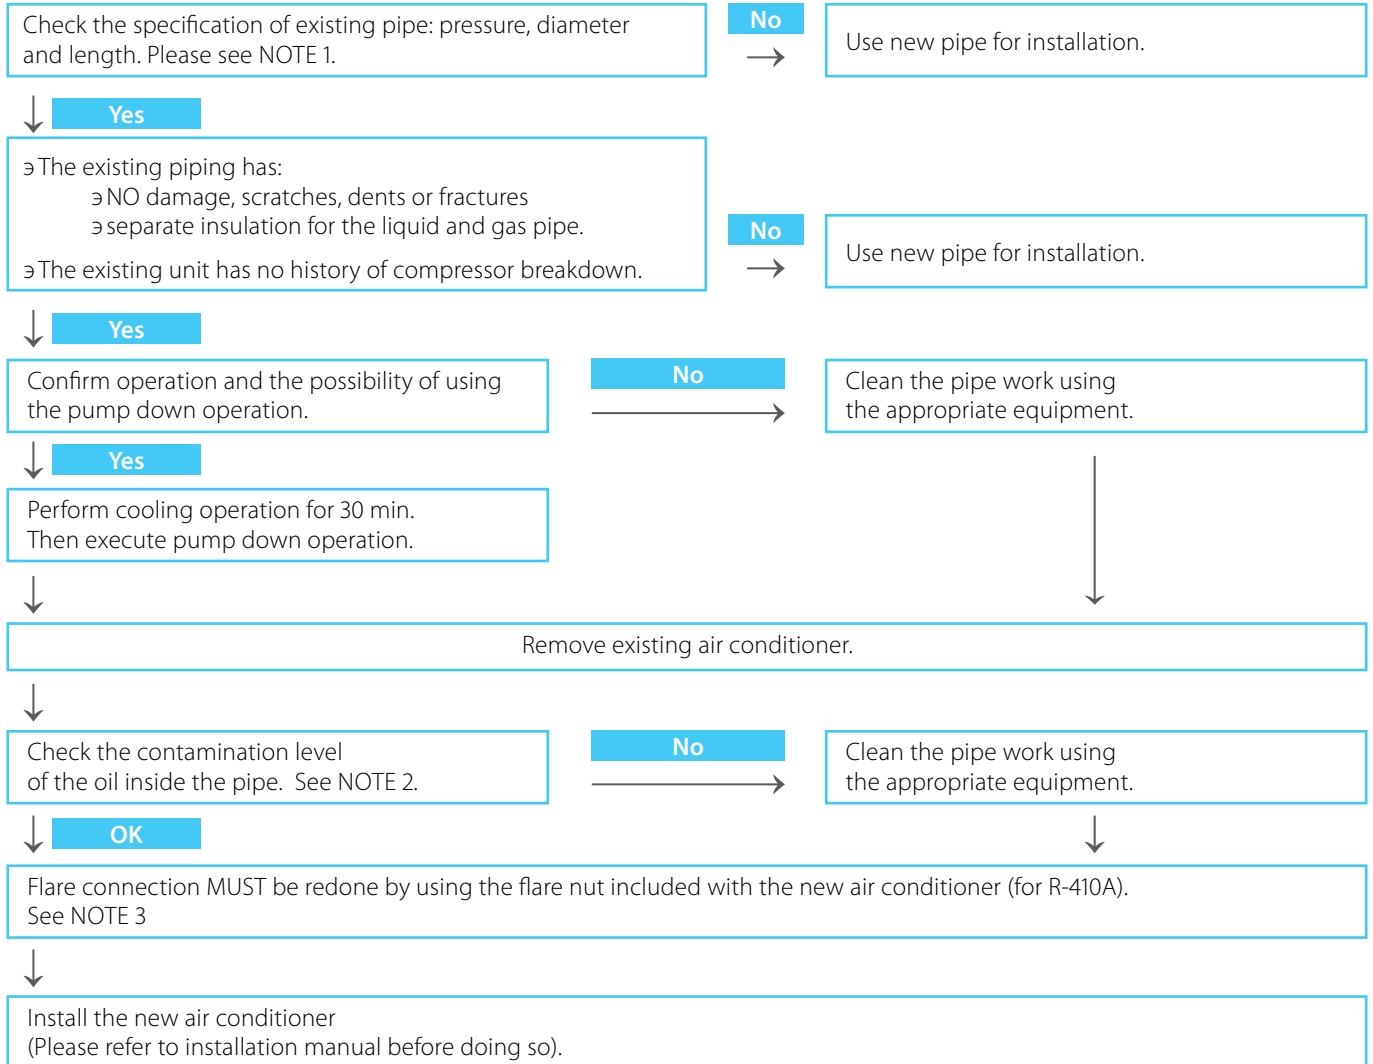 Check the specification of existing pipe: pressure, diameter
and length. Please see NOTE 1.
No
→
Use new pipe for installation.
↓ Yes
э The existing piping has:
э NO damage, scratches, dents or fractures
э separate insulation for the liquid and gas pipe.
э The existing unit has no history of compressor breakdown.
No
→
Use new pipe for installation.
↓ Yes
Confirm operation and the possibility of using
the pump down operation.
No
→
Clean the pipe work using
the appropriate equipment.
↓ Yes
Perform cooling operation for 30 min.
Then execute pump down operation.
↓
↓
Remove existing air conditioner.
↓
Check the contamination level
of the oil inside the pipe. See NOTE 2.
No
→
Clean the pipe work using
the appropriate equipment.
↓ OK
↓
Flare connection MUST be redone by using the flare nut included with the new air conditioner (for R-410A).
See NOTE 3
↓
Install the new air conditioner
(Please refer to installation manual before doing so).